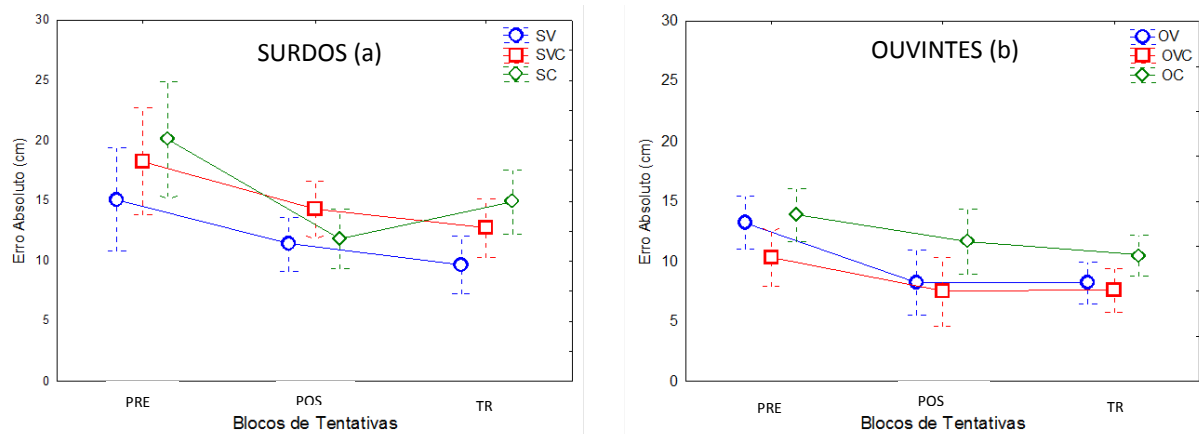 SURDOS (a)
SV
SVC
SC
Erro Absoluto (cm)
30
25
20
15
10
5
0
PRE
POS
TR
Blocos de Tentativas
OUVINTES (b)
OV
OVC
OC
Erro Absoluto (cm)
30
25
20
15
10
5
0
PRE
POS
TR
Blocos de Tentativas